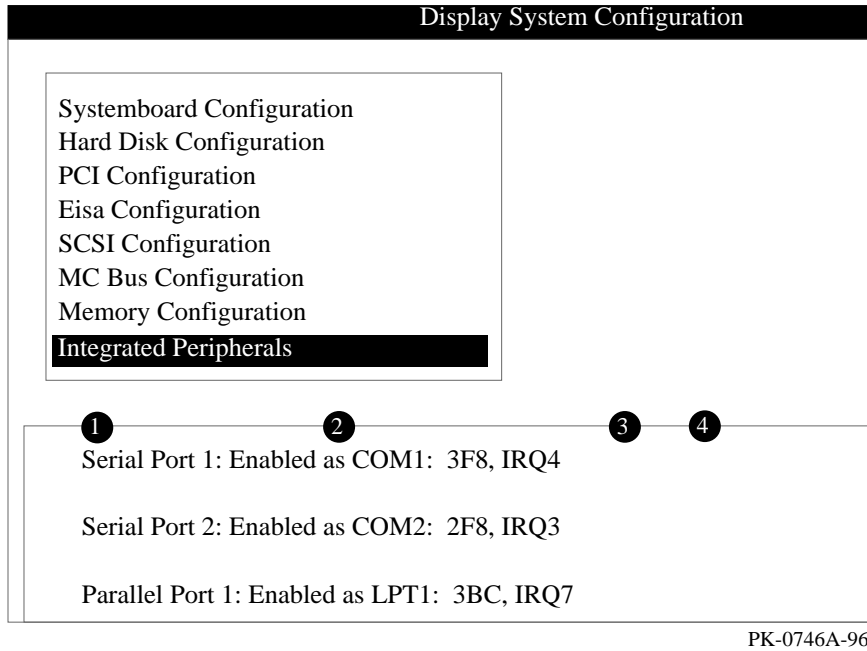 Display System Configuration
Systemboard Configuration
Hard Disk Configuration
PCI Configuration
Eisa Configuration
SCSI Configuration
MC Bus Configuration
Memory Configuration
Integrated Peripherals
1 2 3 4
Serial Port 1: Enabled as COM1: 3F8, IRQ4
Serial Port 2: Enabled as COM2: 2F8, IRQ3
Parallel Port 1: Enabled as LPT1: 3BC, IRQ7
PK-0746A-96